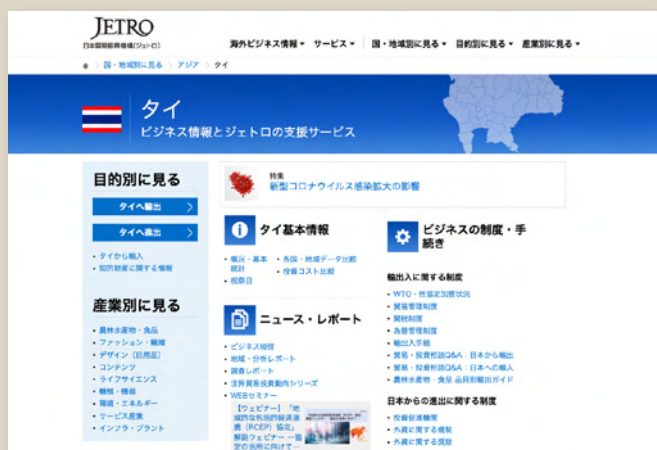 JETRO
日本貿易振興機構(ジェトロ)
海外ビジネス情報 サービス 国・地域別に見る 目的別に見る 産業別に見る
国・地域別に見る 〉 アジア 〉 タイ
タイ
ビジネス情報とジェトロの支援サービス
目的別に見る
タイへ輸出
タイへ進出
・タイから輸入
・知的財産に関する情報
産業別に見る
・農林水産物・食品
・ファッション・繊維
・デザイン（日用品）
・コンテンツ
・ライフサイエンス
・機械・機器
・環境・エネルギー
・サービス産業
・インフラ・プラント
特集
新型コロナウイルス感染拡大の影響
タイ基本情報
・概況・基本統計
・各国・地域データ比較
・投資コスト比較
・祝祭日
ニュース・レポート
・ビジネス短信
・地域・分析レポート
・調査レポート
・世界貿易投資動向シリーズ
・WEBセミナー
【ウェビナー】「地
域的な包括的経済連
携（RCEP）協定」
解説ウェビナー ―協
定の活用に向けて―
ビジネスの制度・手
続き
輸出入に関する制度
・WTO・他協定加盟状況
・貿易管理制度
・関税制度
・為替管理制度
・輸出入手続
・貿易・投資相談Q&A：日本から輸出
・貿易・投資相談Q&A：日本への輸入
・農林水産物・食品 品目別輸出ガイド
日本からの進出に関する制度
・投資促進機関
・外資に関する規制
・外資に関する奨励